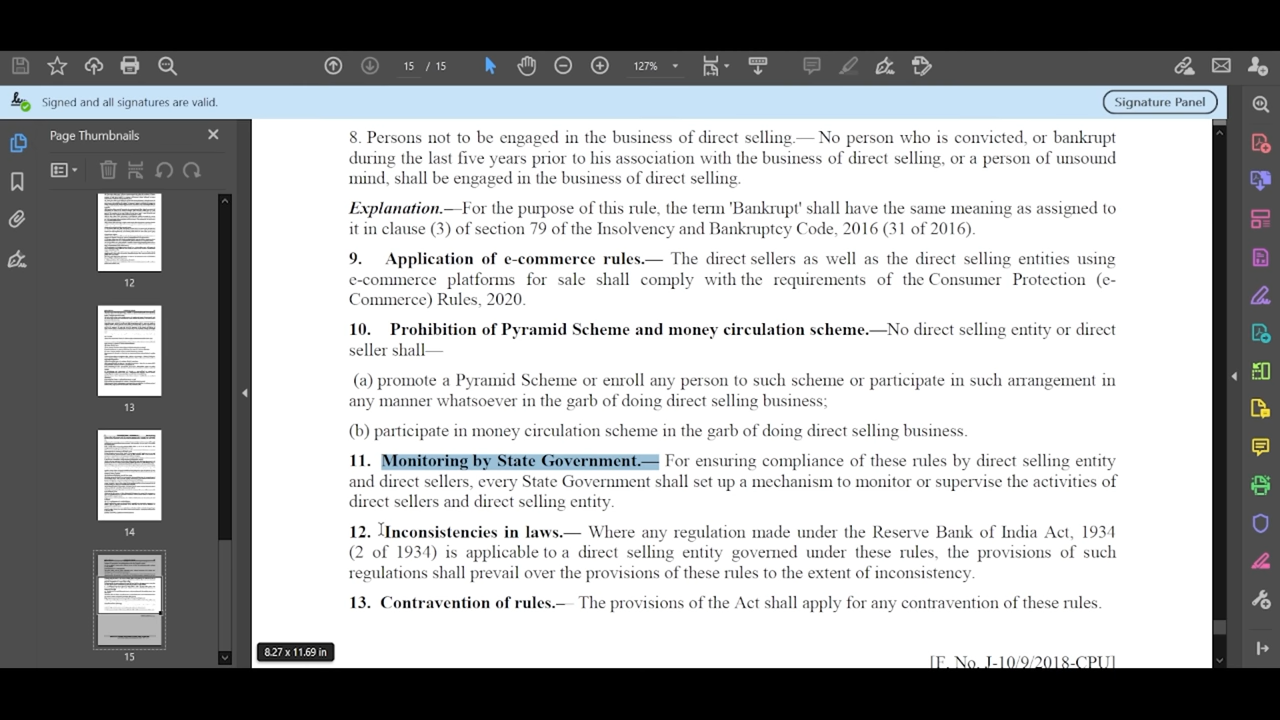 15 / 15
127%
Signed and all signatures are valid.
Signature Panel
Page Thumbnails
12
13
14
15
8.27 x 11.69 in
8. Persons not to be engaged in the business of direct selling.— No person who is convicted, or bankrupt
during the last five years prior to his association with the business of direct selling, or a person of unsound
mind, shall be engaged in the business of direct selling.
For the purposes of this rule, the term 'Bankrupt' shall have the same meaning as assigned to
it in clause (3) of section 79 of the Insolvency and Bankruptcy Code, 2016 (31 of 2016).
9. Application of e-commerce rules.— The direct sellers as well as the direct selling entities using
e-commerce platforms for sale shall comply with the requirements of the Consumer Protection (e-
Commerce) Rules, 2020.
10. Prohibition of Pyramid Scheme and money circulation scheme.—No direct selling entity or direct
seller shall—
(a) promote a Pyramid Scheme or enroll any person to such scheme or participate in such arrangement in
any manner whatsoever in the garb of doing direct selling business;
(b) participate in money circulation scheme in the garb of doing direct selling business.
11. For ensuring compliance of these rules by direct selling entity
and direct seller, every State Government shall set up a mechanism to monitor or supervise the activities of
direct sellers and direct selling entity.
12. Inconsistencies in laws.— Where any regulation made under the Reserve Bank of India Act, 1934
(2 of 1934) is applicable on direct selling entity governed under these rules, the provisions of such
shall prevail over the provisions of these rules to the extent of inconsistency.
13. Contravention of rules The provisions of the Act shall apply for any contravention of these rules.
[F. No. J-10/9/2018-CPU]